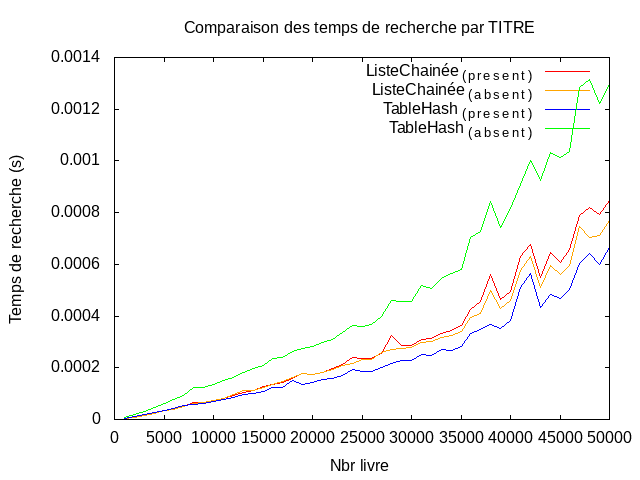 Comparaison des temps de recherche par TITRE
0.0014
0.0012
0.001
0.0008
0.0006
0.0004
0.0002
0
Temps de recherche (s)
ListeChainée (present)
ListeChainée (absent)
TableHash (present)
TableHash (absent)
0 5000 10000 15000 20000 25000 30000 35000 40000 45000 50000
Nbr livre